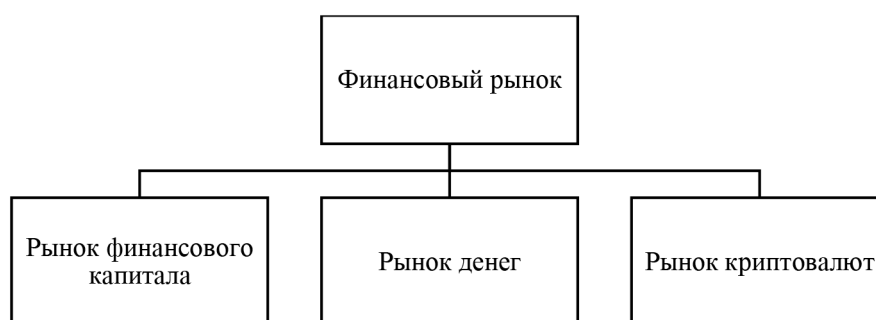 Финансовый рынок
Рынок финансового
капитала
Рынок денег
Рынок криптовалют